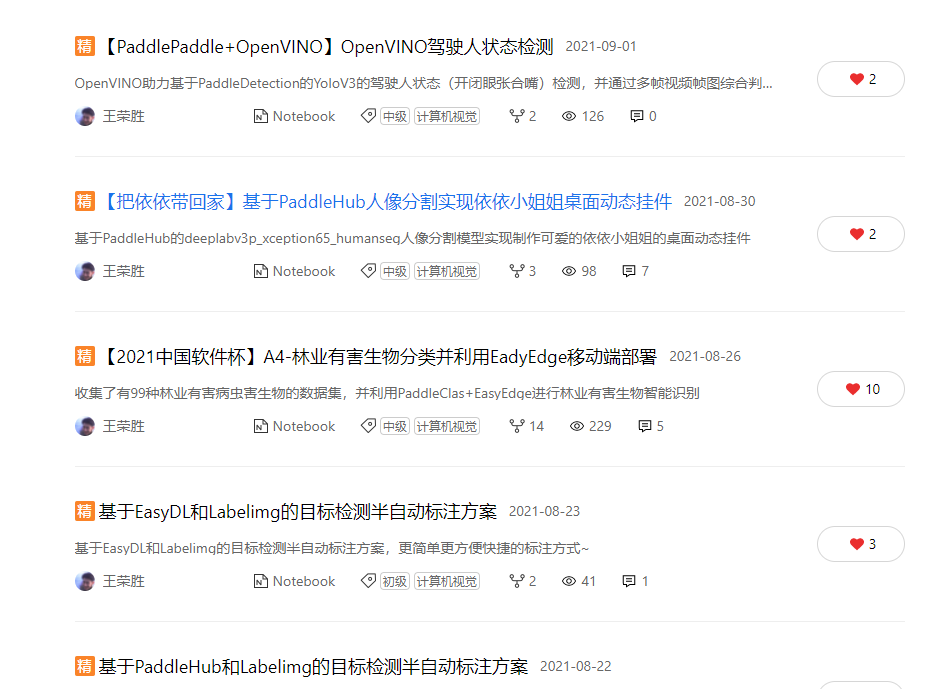 精【PaddlePaddle+OpenVINO】OpenVINO驾驶人状态检测 2021-09-01
OpenVINO助力基于PaddleDetection的YoloV3的驾驶人状态（开闭眼张合嘴）检测，并通过多帧视频帧图综合判... 2
王荣胜 Notebook 中级 计算机视觉 2 126 0
精【把依依带回家】基于PaddleHub人像分割实现依依小姐姐桌面动态挂件 2021-08-30
基于PaddleHub的deeplabv3p_xception65_humanseg人像分割模型实现制作可爱的依依小姐姐的桌面动态挂件 2
王荣胜 Notebook 中级 计算机视觉 3 98 7
精【2021中国软件杯】A4-林业有害生物分类并利用EadyEdge移动端部署 2021-08-26
收集了有99种林业有害病虫害生物的数据集，并利用PaddleClas+EasyEdge进行林业有害生物智能识别 10
王荣胜 Notebook 中级 计算机视觉 14 229 5
精 基于EasyDL和Labelimg的目标检测半自动标注方案 2021-08-23
基于EasyDL和Labelimg的目标检测半自动标注方案，更简单更方便快捷的标注方式~ 3
王荣胜 Notebook 初级 计算机视觉 2 41 1
精 基于PaddleHub和Labelimg的目标检测半自动标注方案 2021-08-22